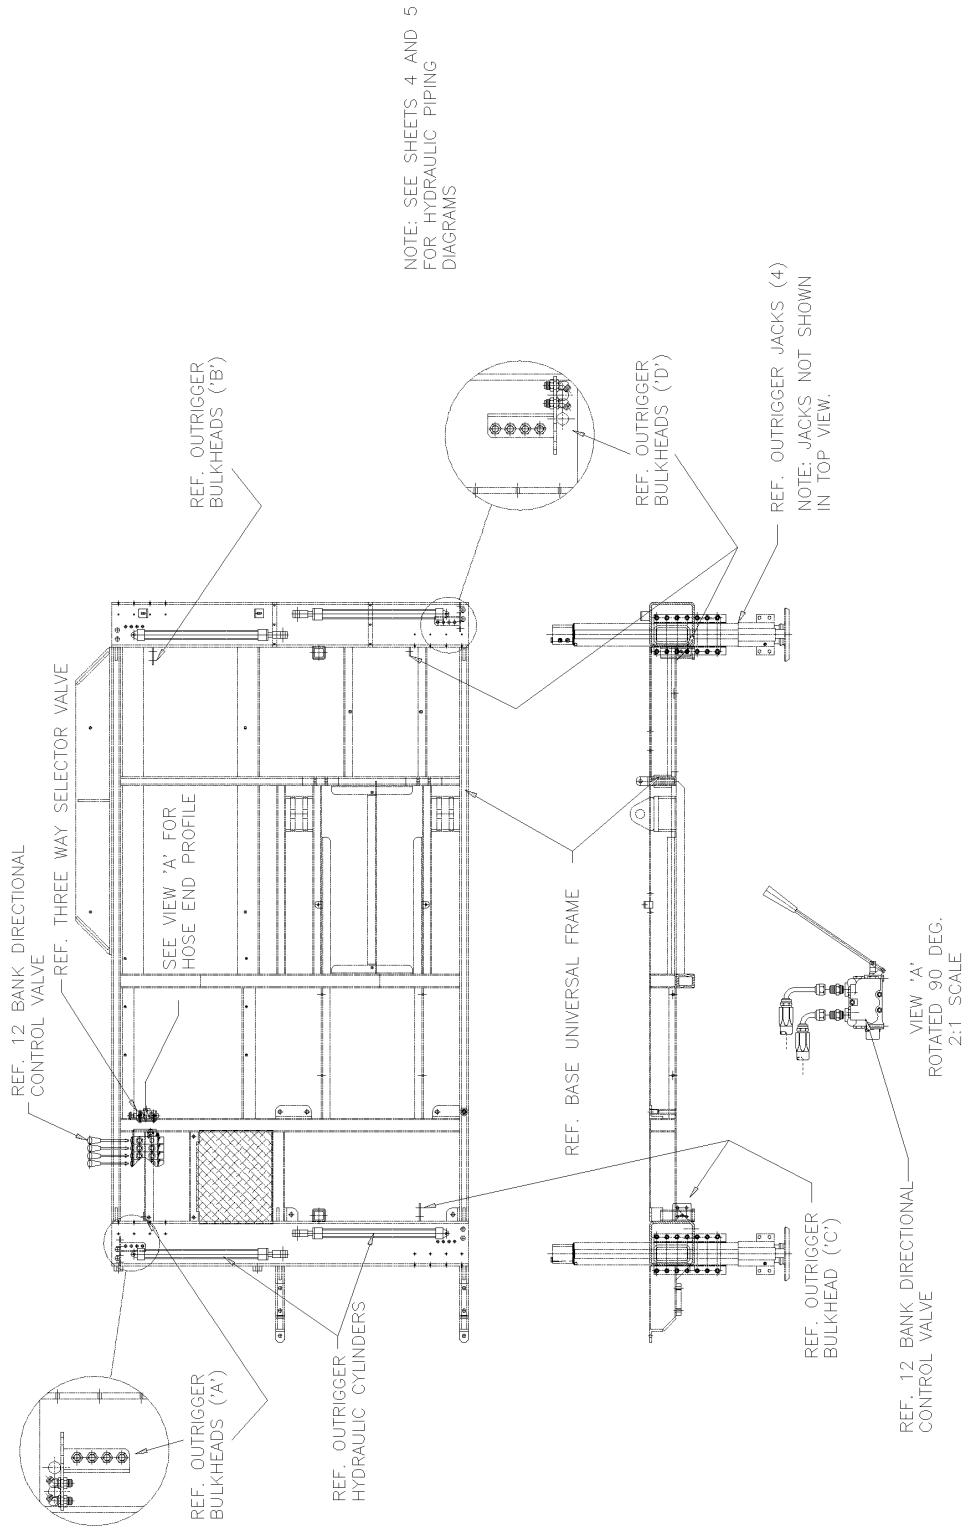 REF. 12 BANK DIRECTIONAL
CONTROL VALVE
REF. THREE WAY SELECTOR VALVE
SEE VIEW 'A' FOR
HOSE END PROFILE
REF. OUTRIGGER
BULKHEADS ('B')
NOTE: SEE SHEETS 4 AND 5
FOR HYDRAULIC PIPING
DIAGRAMS
REF. OUTRIGGER
BULKHEADS ('A')
REF. OUTRIGGER
HYDRAULIC CYLINDERS
REF. BASE UNIVERSAL FRAME
REF. OUTRIGGER
BULKHEADS ('D')
REF. OUTRIGGER JACKS (4)
NOTE: JACKS NOT SHOWN
IN TOP VIEW.
REF. OUTRIGGER
BULKHEAD ('C')
REF. 12 BANK DIRECTIONAL
CONTROL VALVE
VIEW 'A'
ROTATED 90 DEG.
2:1 SCALE